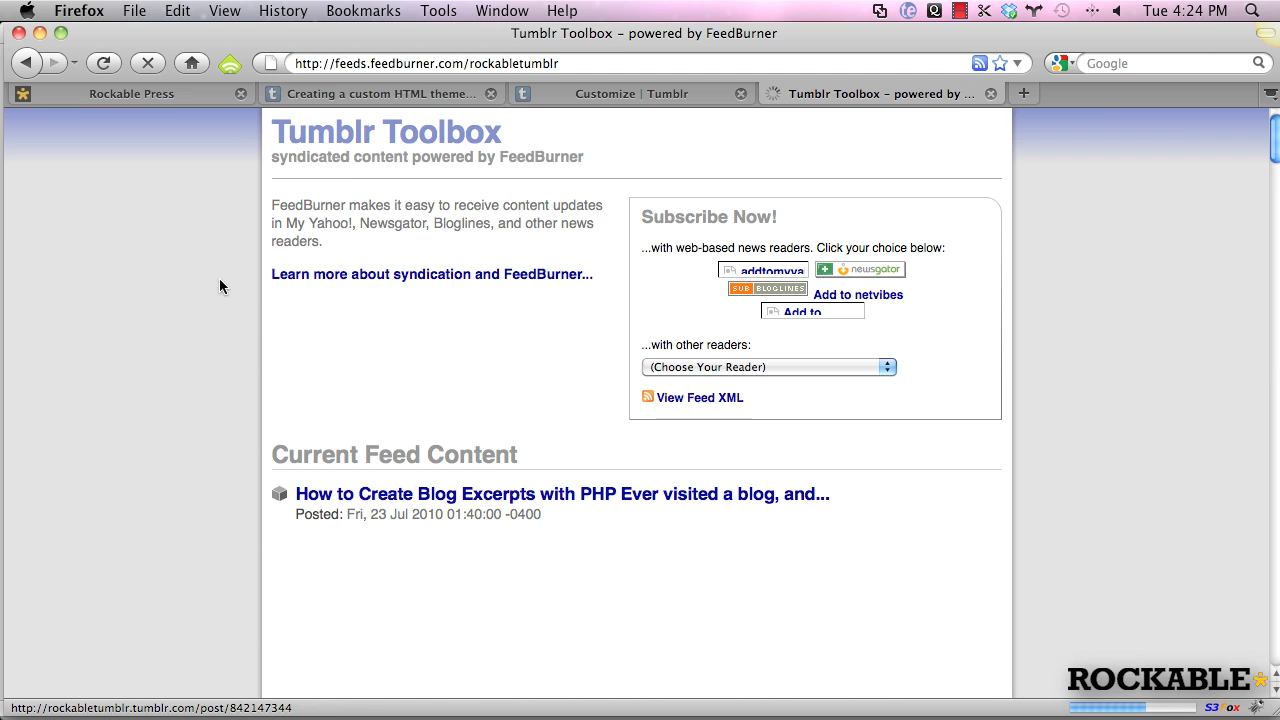 Firefox File Edit View History Bookmarks Tools Window Help Tue 4:24 PM
Tumblr Toolbox – powered by FeedBurner
http://feeds.feedburner.com/rockabletumblr Google
Rockable Press Creating a custom HTML theme... Customize | Tumblr Tumblr Toolbox – powered by ...
Tumblr Toolbox
syndicated content powered by FeedBurner
FeedBurner makes it easy to receive content updates
in My Yahoo!, Newsgator, Bloglines, and other news
readers.
Learn more about syndication and FeedBurner...
Subscribe Now!
...with web-based news readers. Click your choice below:
addtomyya newsgator
SUB BLOGLINES Add to netvibes
Add to
...with other readers:
(Choose Your Reader)
View Feed XML
Current Feed Content
How to Create Blog Excerpts with PHP Ever visited a blog, and...
Posted: Fri, 23 Jul 2010 01:40:00 -0400
ROCKABLE
http://rockabletumblr.tumblr.com/post/842147344 S3Fox